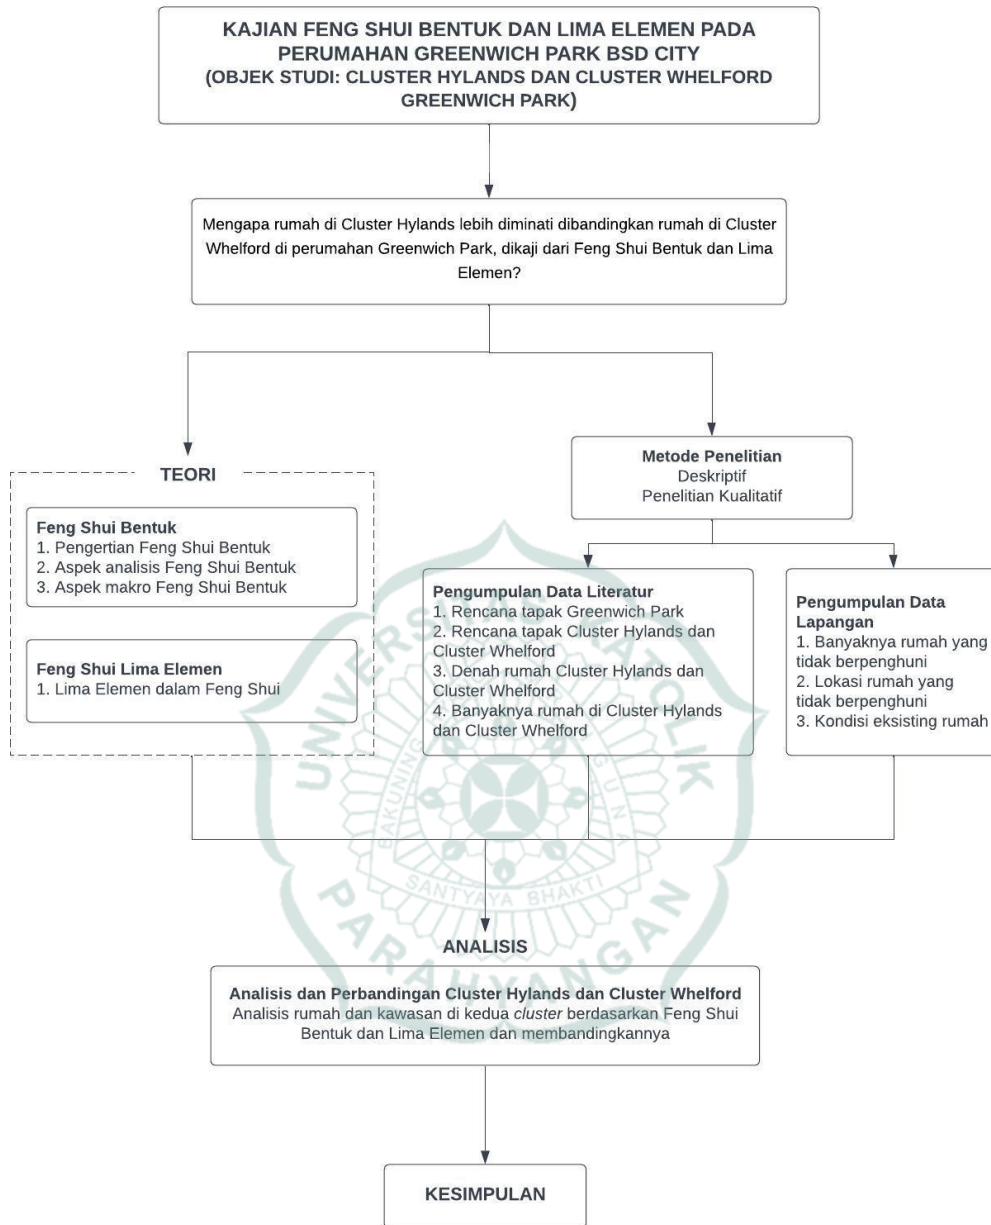 KAJIAN FENG SHUI BENTUK DAN LIMA ELEMEN PADA
PERUMAHAN GREENWICH PARK BSD CITY
(OBJEK STUDI: CLUSTER HYLANDS DAN CLUSTER WHELFORD
GREENWICH PARK)
Mengapa rumah di Cluster Hylands lebih diminati dibandingkan rumah di Cluster
Whelford di perumahan Greenwich Park, dikaji dari Feng Shui Bentuk dan Lima
Elemen?
TEORI
Feng Shui Bentuk
1. Pengertian Feng Shui Bentuk
2. Aspek analisis Feng Shui Bentuk
3. Aspek makro Feng Shui Bentuk
Feng Shui Lima Elemen
1. Lima Elemen dalam Feng Shui
Metode Penelitian
Deskriptif
Penelitian Kualitatif
Pengumpulan Data Literatur
1. Rencana tapak Greenwich Park
2. Rencana tapak Cluster Hylands dan
Cluster Whelford
3. Denah rumah Cluster Hylands dan
Cluster Whelford
4. Banyaknya rumah di Cluster Hylands
dan Cluster Whelford
Pengumpulan Data
Lapangan
1. Banyaknya rumah yang
tidak berpenghuni
2. Lokasi rumah yang
tidak berpenghuni
3. Kondisi eksisting rumah
ANALISIS
Analisis dan Perbandingan Cluster Hylands dan Cluster Whelford
Analisis rumah dan kawasan di kedua cluster berdasarkan Feng Shui
Bentuk dan Lima Elemen dan membandingkannya
KESIMPULAN
UNIVERSITAS KATOLIK
PARAHYANGAN
BAKUNING
SANTYAYA BHAKTI